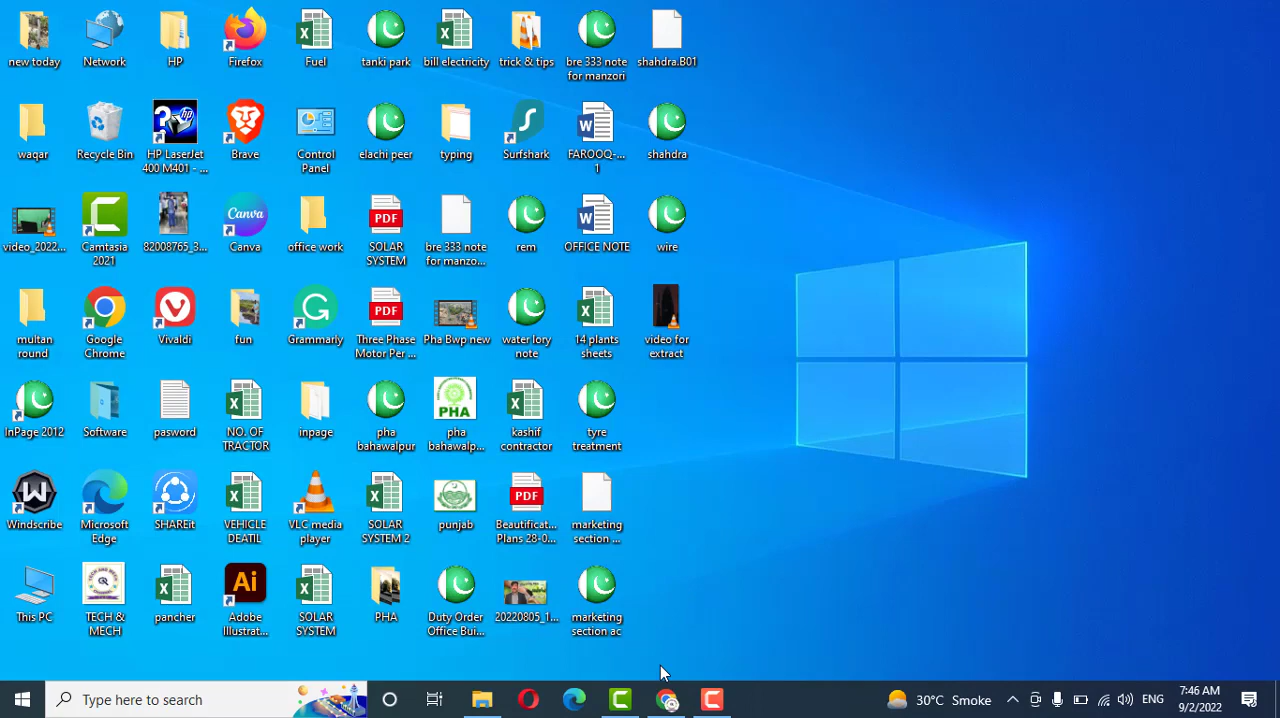 new today
Network
HP
Firefox
Fuel
tanki park
bill electricity
trick & tips
bre 333 note
for manzori
shahdra.B01
waqar
Recycle Bin
HP LaserJet
400 M401 - ...
Brave
Control
Panel
elachi peer
typing
Surfshark
FAROOQ-...
1
shahdra
video_2022...
Camtasia
2021
82008765_3...
Canva
Canva
office work
PDF
SOLAR
SYSTEM
bre 333 note
for manzo...
rem
OFFICE NOTE
wire
multan
round
Google
Chrome
Vivaldi
fun
Grammarly
PDF
Three Phase
Motor Per ...
Pha Bwp new
water lory
note
14 plants
sheets
video for
extract
InPage 2012
Software
pasword
NO. OF
TRACTOR
inpage
pha
bahawalpur
PHA
pha
bahawalp...
kashif
contractor
tyre
treatment
Windscribe
Microsoft
Edge
SHAREit
VEHICLE
DEATIL
VLC media
player
SOLAR
SYSTEM 2
punjab
PDF
Beautificat...
Plans 28-0...
marketing
section ...
This PC
TECH &
MECH
pancher
Ai
Adobe
Illustrat...
SOLAR
SYSTEM
PHA
Duty Order
Office Bui...
20220805_1...
marketing
section ac
Type here to search
30°C Smoke
ENG
7:46 AM
9/2/2022